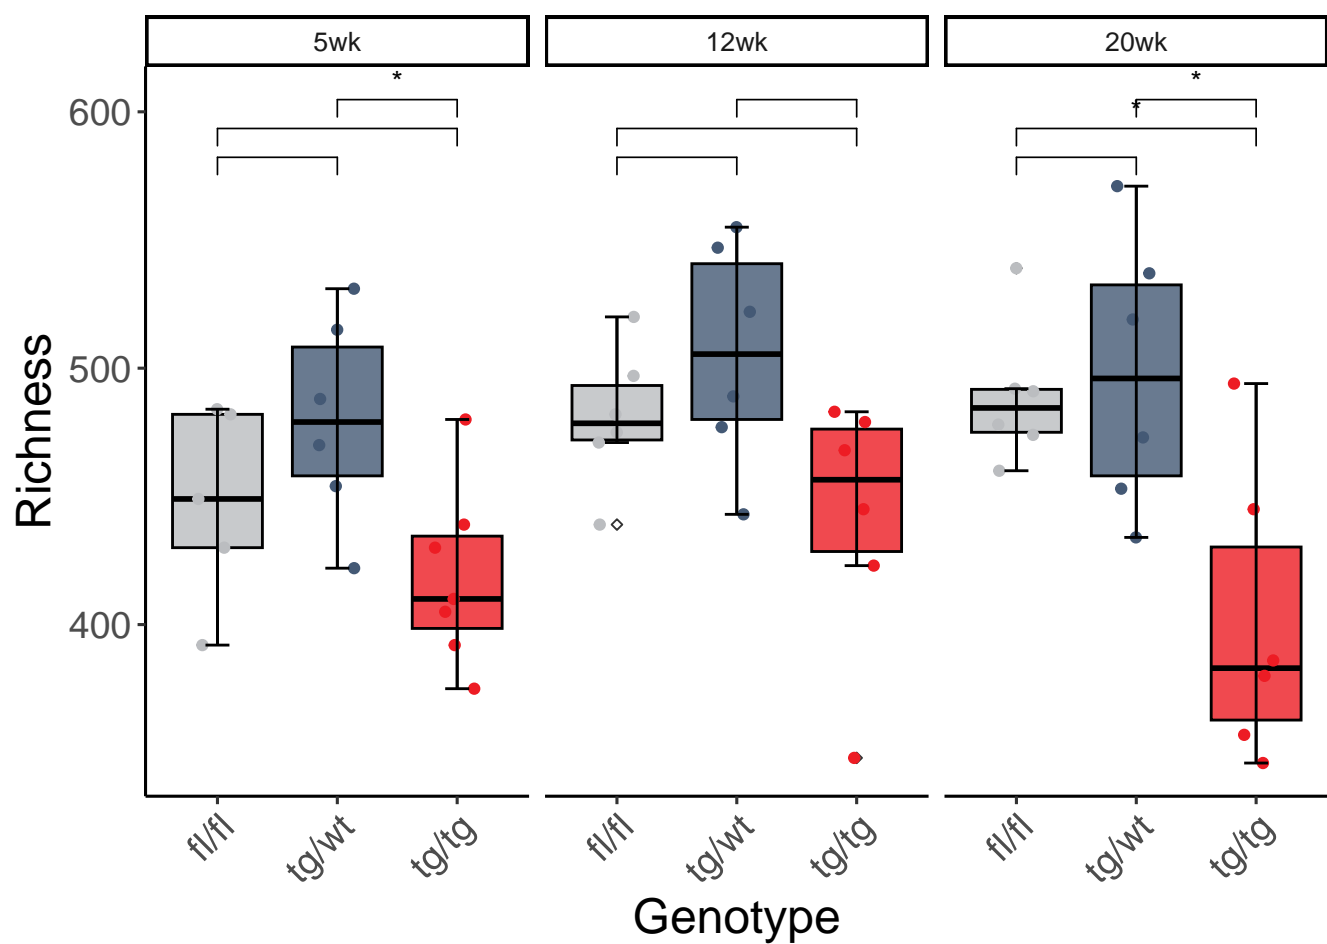 5wk 12wk 20wk
* *
*
600
500
400
Richness
fl/fl tg/wt tg/tg fl/fl tg/wt tg/tg fl/fl tg/wt tg/tg
Genotype